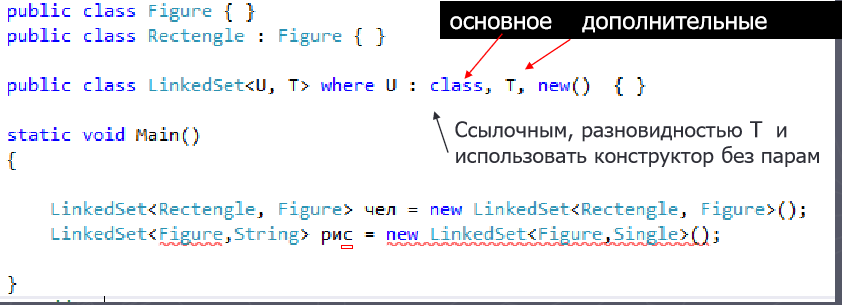 public class Figure { }
основное дополнительные
public class Rectengle : Figure { }
public class LinkedSet<U, T> where U : class, T, new() { }
static void Main()
Ссылочным, разновидностью Т и
{
использовать конструктор без парам
LinkedSet<Rectengle, Figure> чел = new LinkedSet<Rectengle, Figure>();
LinkedSet<Figure,String> рис = new LinkedSet<Figure,Single>();
}